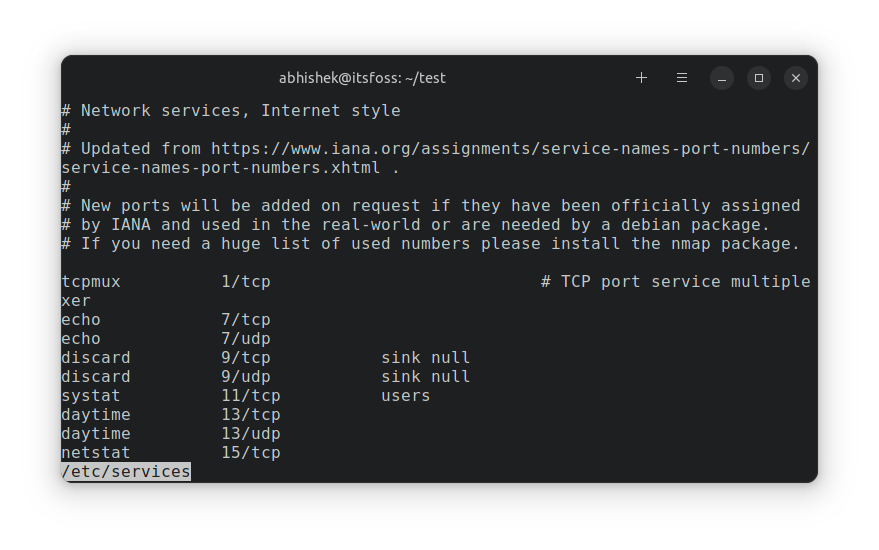 abhishek@itsfoss: ~/test
# Network services, Internet style
#
# Updated from https://www.iana.org/assignments/service-names-port-numbers/
service-names-port-numbers.xhtml .
#
# New ports will be added on request if they have been officially assigned
# by IANA and used in the real-world or are needed by a debian package.
# If you need a huge list of used numbers please install the nmap package.
tcpmux          1/tcp                           # TCP port service multiple
xer
echo            7/tcp
echo            7/udp
discard         9/tcp           sink null
discard         9/udp           sink null
systat          11/tcp          users
daytime         13/tcp
daytime         13/udp
netstat         15/tcp
/etc/services